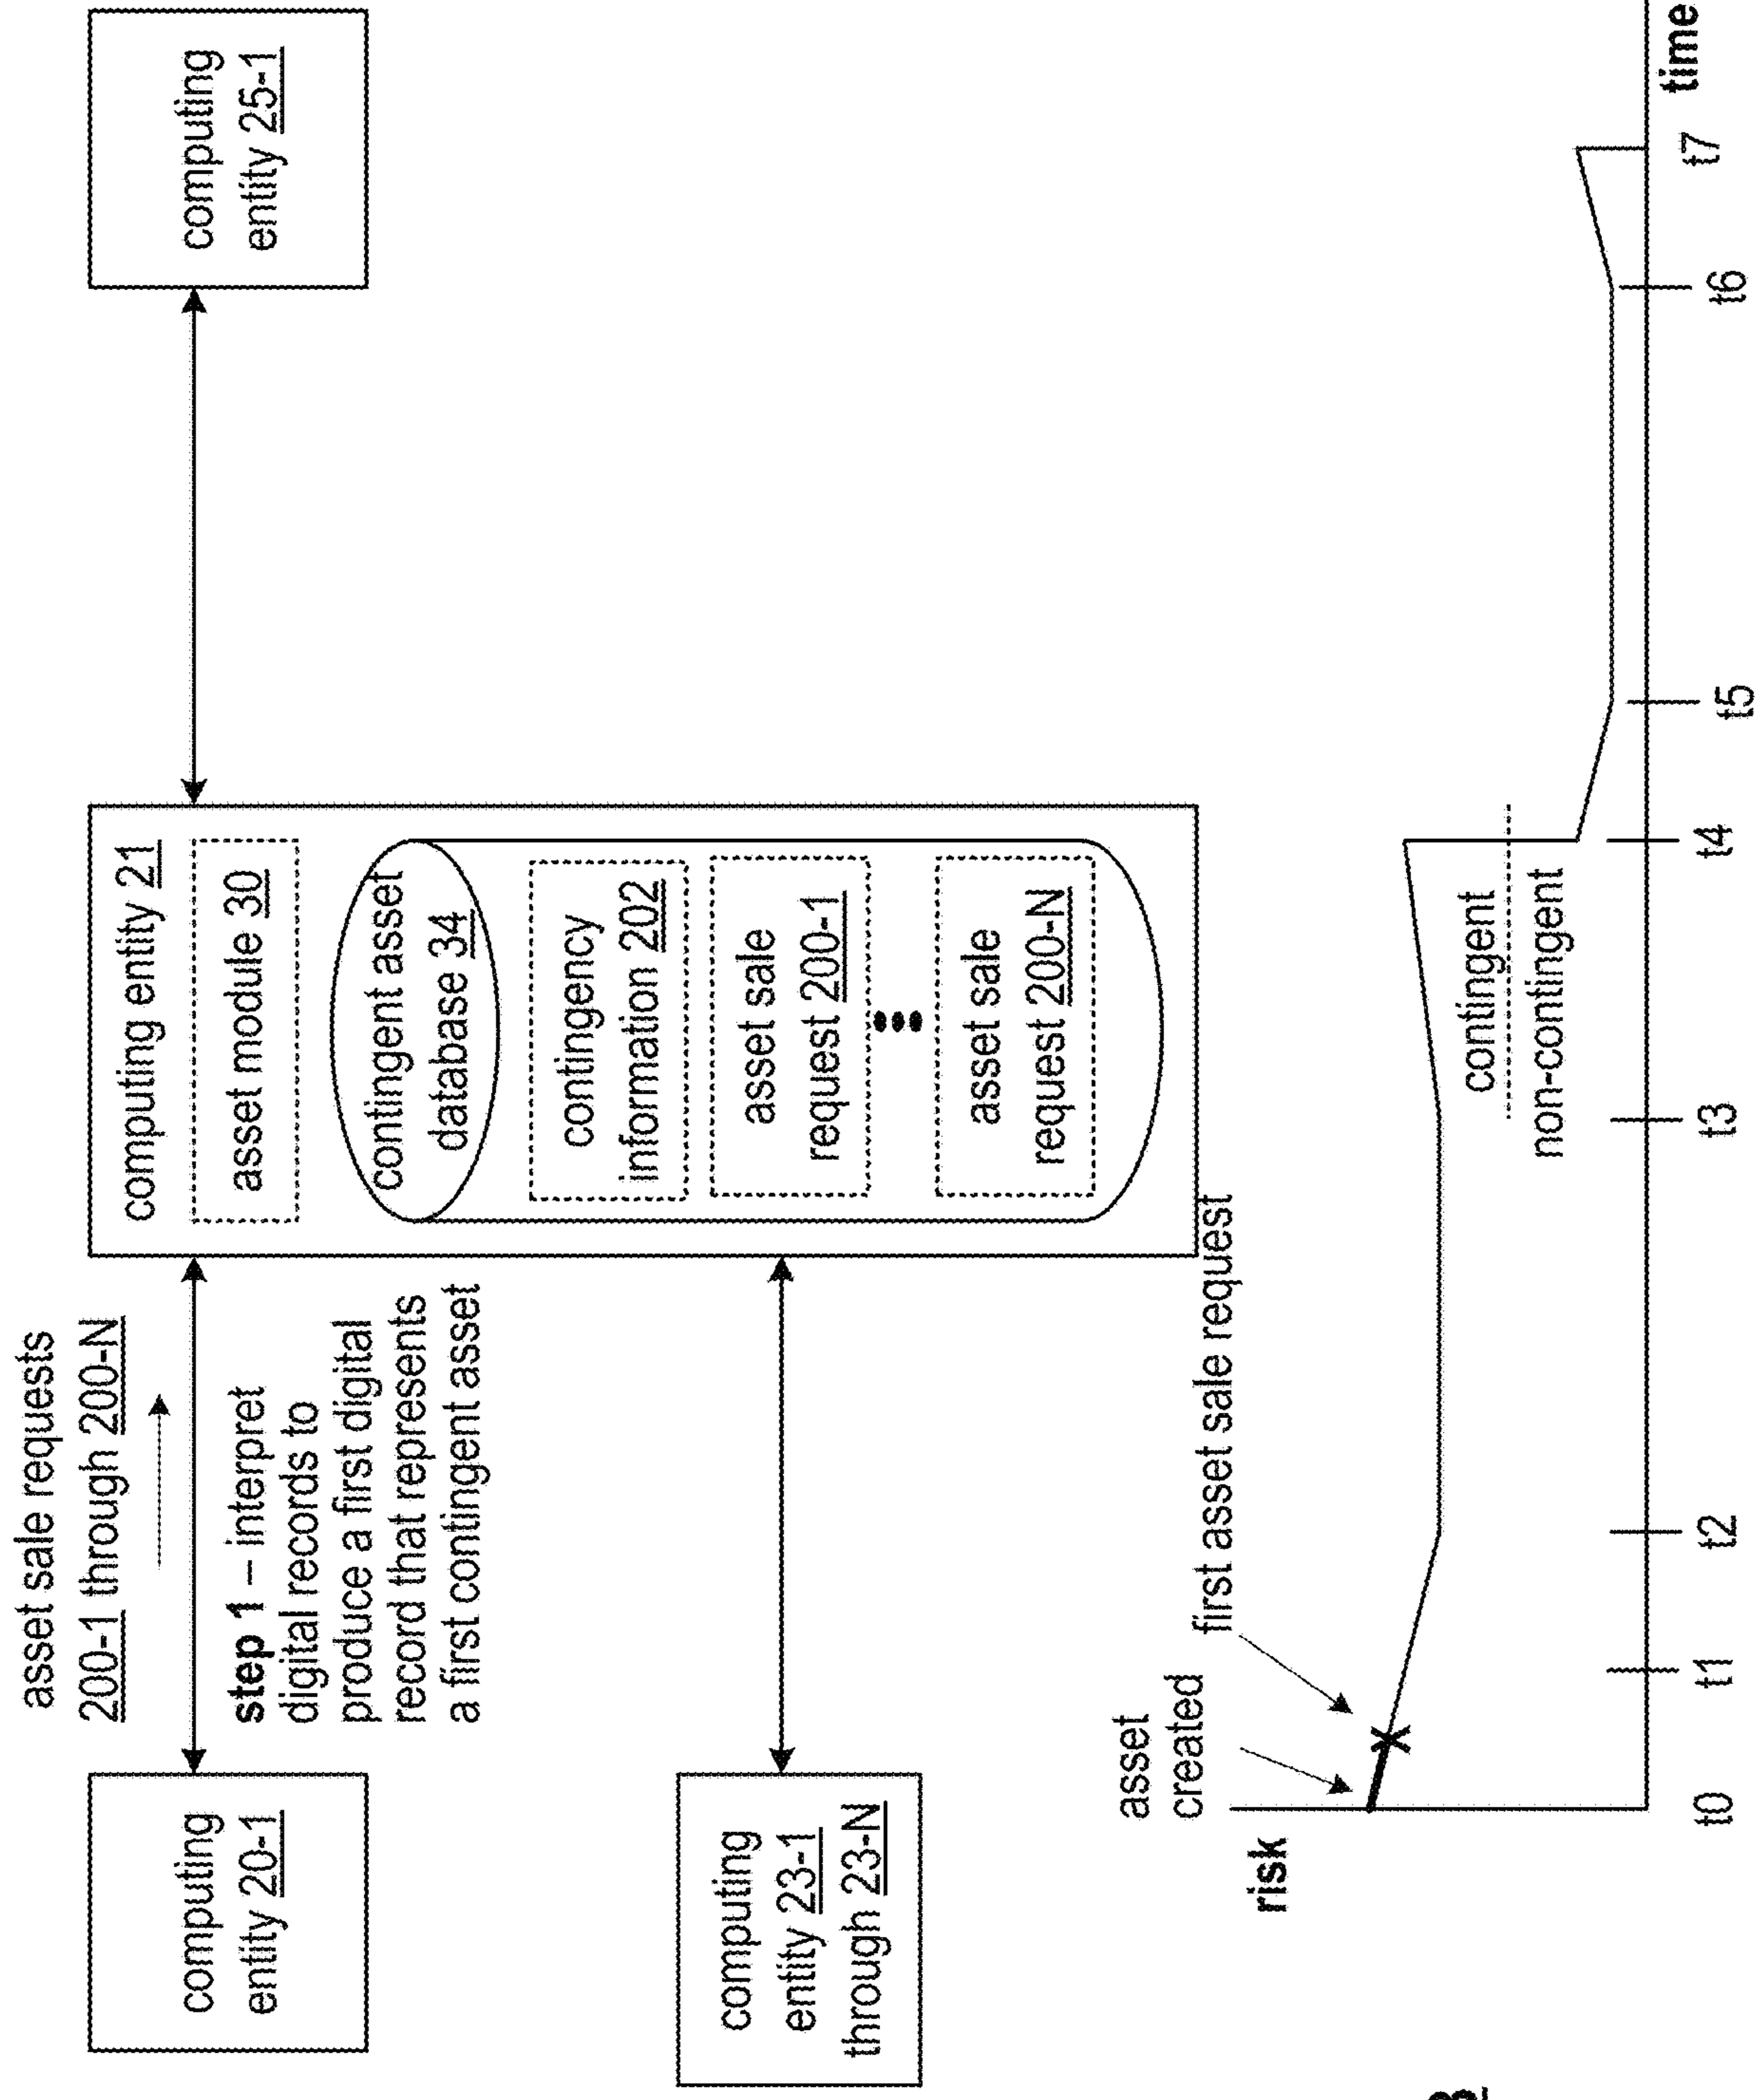 asset sale requests
200-1 through 200-N
computing
entity 20-1
step 1 – interpret
digital records to
produce a first digital
record that represents
a first contingent asset
computing entity 21
asset module 30
contingent asset
database 34
contingency
information 202
asset sale
request 200-1
asset sale
request 200-N
computing
entity 25-1
computing
entity 23-1
through 23-N
asset
created
first asset sale request
risk
contingent
non-contingent
t0
t1
t2
t3
t4
t5
t6
t7
time